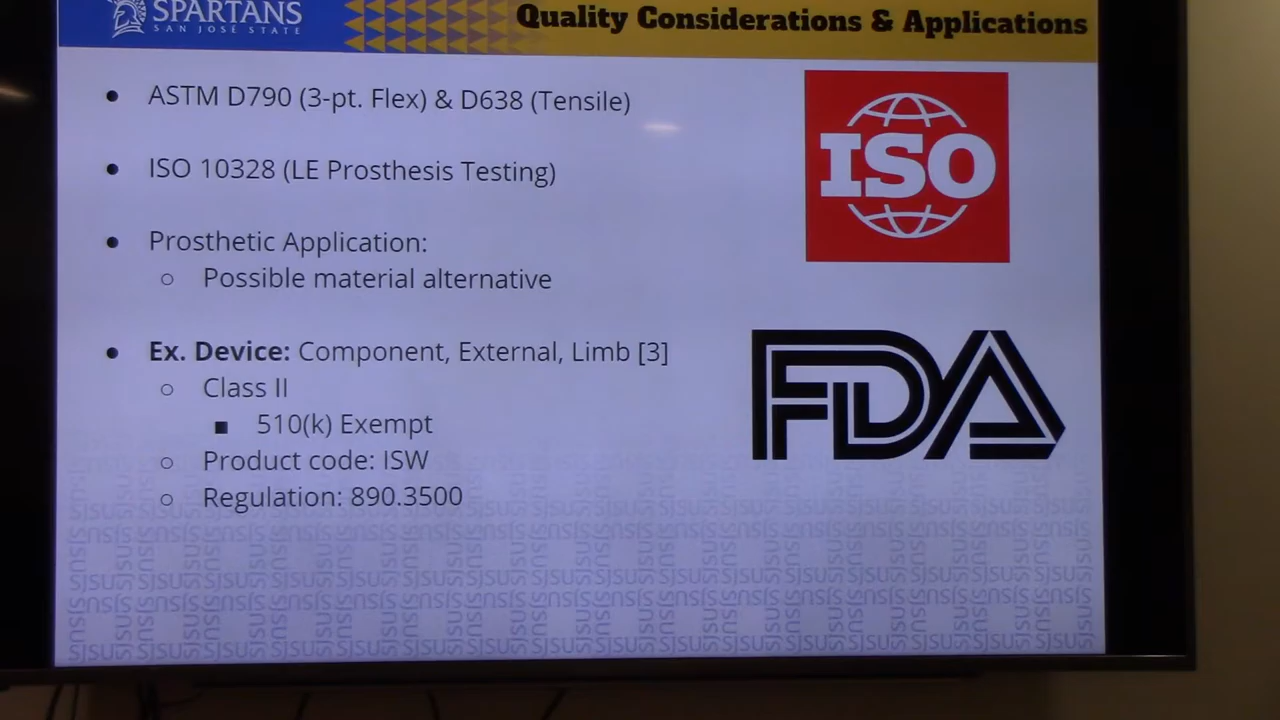 SPARTANS
SAN JOSÉ STATE
Quality Considerations & Applications
ASTM D790 (3-pt. Flex) & D638 (Tensile)
ISO 10328 (LE Prosthesis Testing)
Prosthetic Application:
Possible material alternative
Ex. Device: Component, External, Limb [3]
Class II
510(k) Exempt
Product code: ISW
Regulation: 890.3500
ISO
FDA